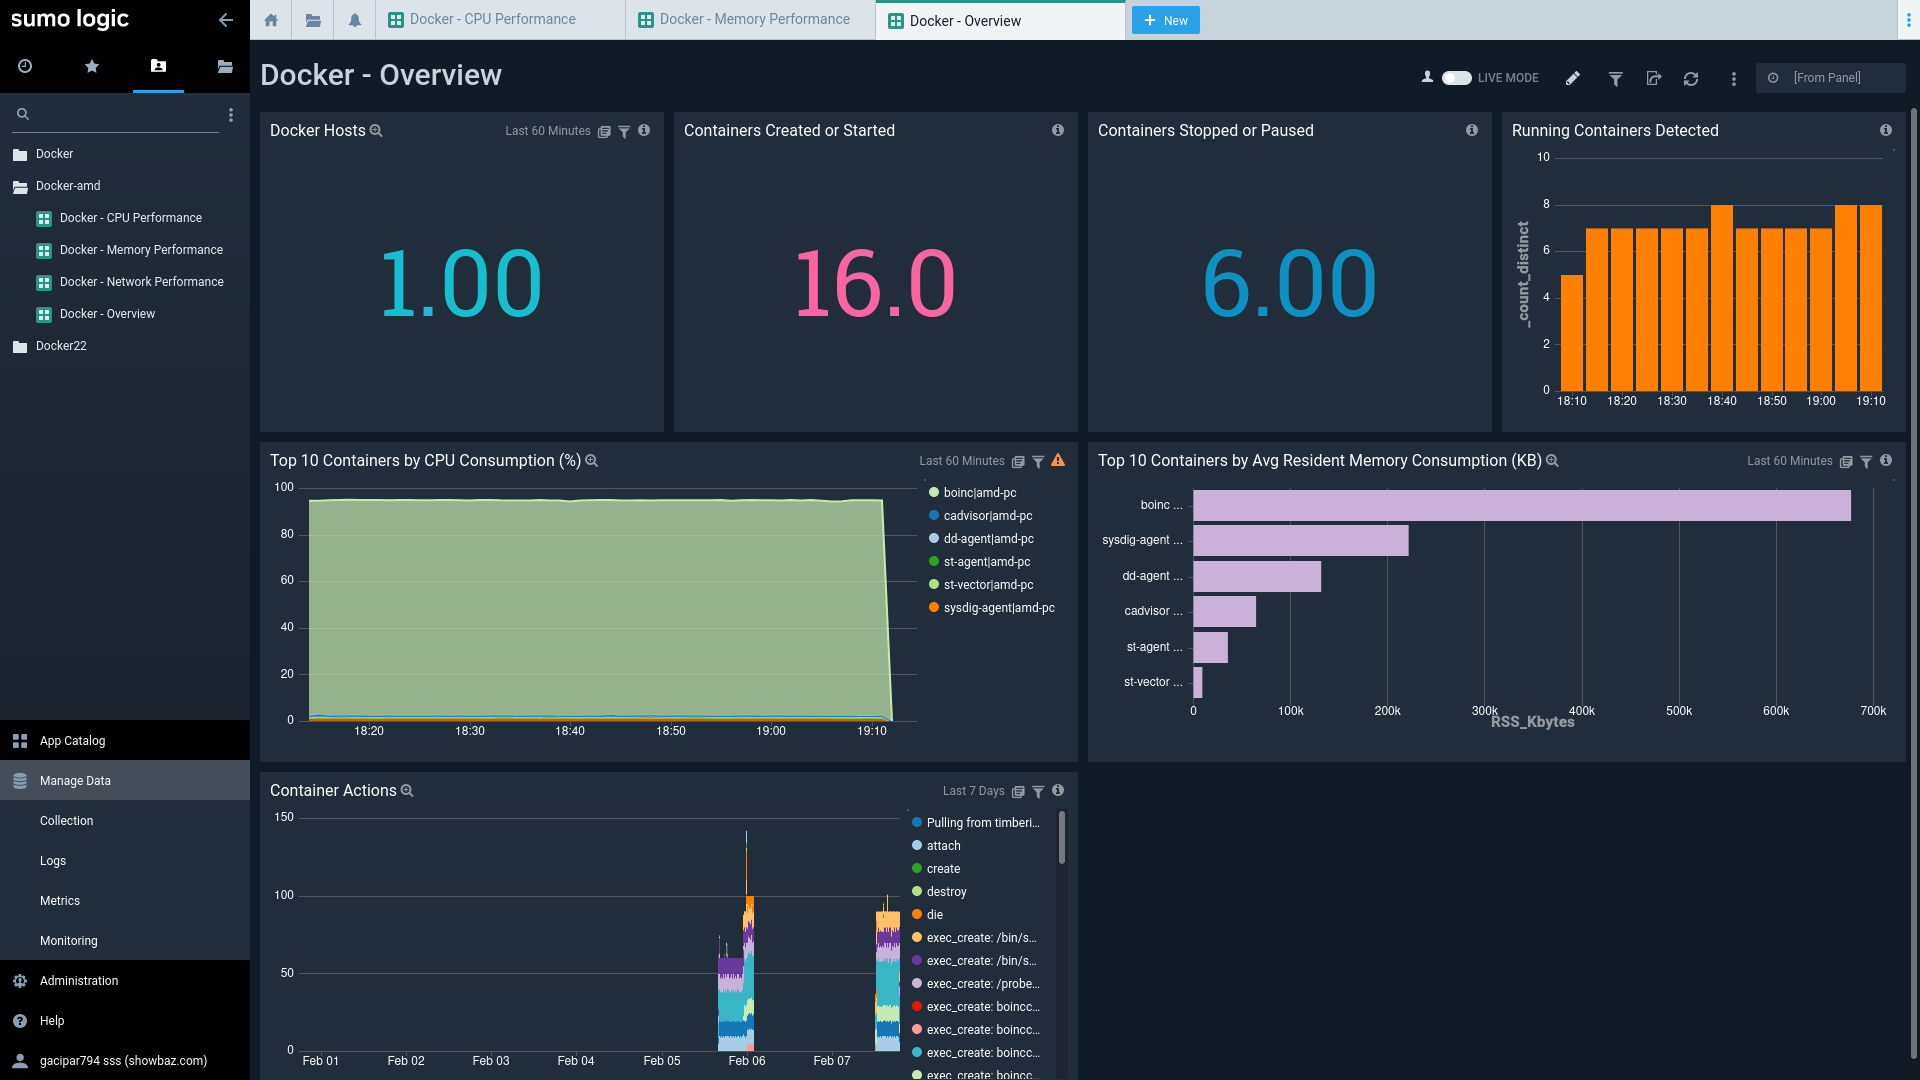 sumo logic
Docker - CPU Performance
Docker - Memory Performance
Docker - Overview
New
Docker - Overview
LIVE MODE
[From Panel]
Docker
Docker-amd
Docker - CPU Performance
Docker - Memory Performance
Docker - Network Performance
Docker - Overview
Docker22
App Catalog
Manage Data
Collection
Logs
Metrics
Monitoring
Administration
Help
gacipar794 sss (showbaz.com)
Docker Hosts
Last 60 Minutes
1.00
Containers Created or Started
16.0
Containers Stopped or Paused
6.00
Running Containers Detected
10
8
6
4
2
0
_count_distinct
18:10 18:20 18:30 18:40 18:50 19:00 19:10
Top 10 Containers by CPU Consumption (%)
Last 60 Minutes
100
80
60
40
20
0
18:20 18:30 18:40 18:50 19:00 19:10
boinc|amd-pc
cadvisor|amd-pc
dd-agent|amd-pc
st-agent|amd-pc
st-vector|amd-pc
sysdig-agent|amd-pc
Top 10 Containers by Avg Resident Memory Consumption (KB)
Last 60 Minutes
boinc ...
sysdig-agent ...
dd-agent ...
cadvisor ...
st-agent ...
st-vector ...
0 100k 200k 300k 400k 500k 600k 700k
RSS_Kbytes
Container Actions
Last 7 Days
150
100
50
0
Feb 01 Feb 02 Feb 03 Feb 04 Feb 05 Feb 06 Feb 07
Pulling from timberi...
attach
create
destroy
die
exec_create: /bin/s...
exec_create: /bin/s...
exec_create: /probe...
exec_create: boincc...
exec_create: boincc...
exec_create: boincc...
exec_create: boincc...